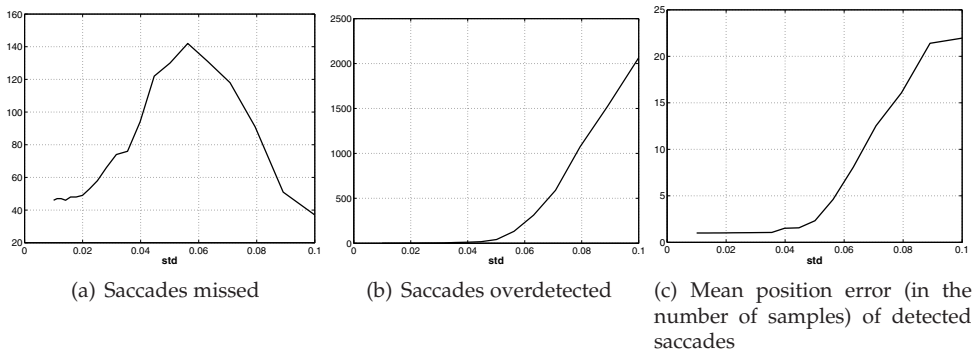 160
140
120
100
80
60
40
20
0 0.02 0.04 0.06 0.08 0.1
std
(a) Saccades missed
2500
2000
1500
1000
500
0
0 0.02 0.04 0.06 0.08 0.1
std
(b) Saccades overdetected
25
20
15
10
5
0
0 0.02 0.04 0.06 0.08 0.1
std
(c) Mean position error (in the
number of samples) of detected
saccades